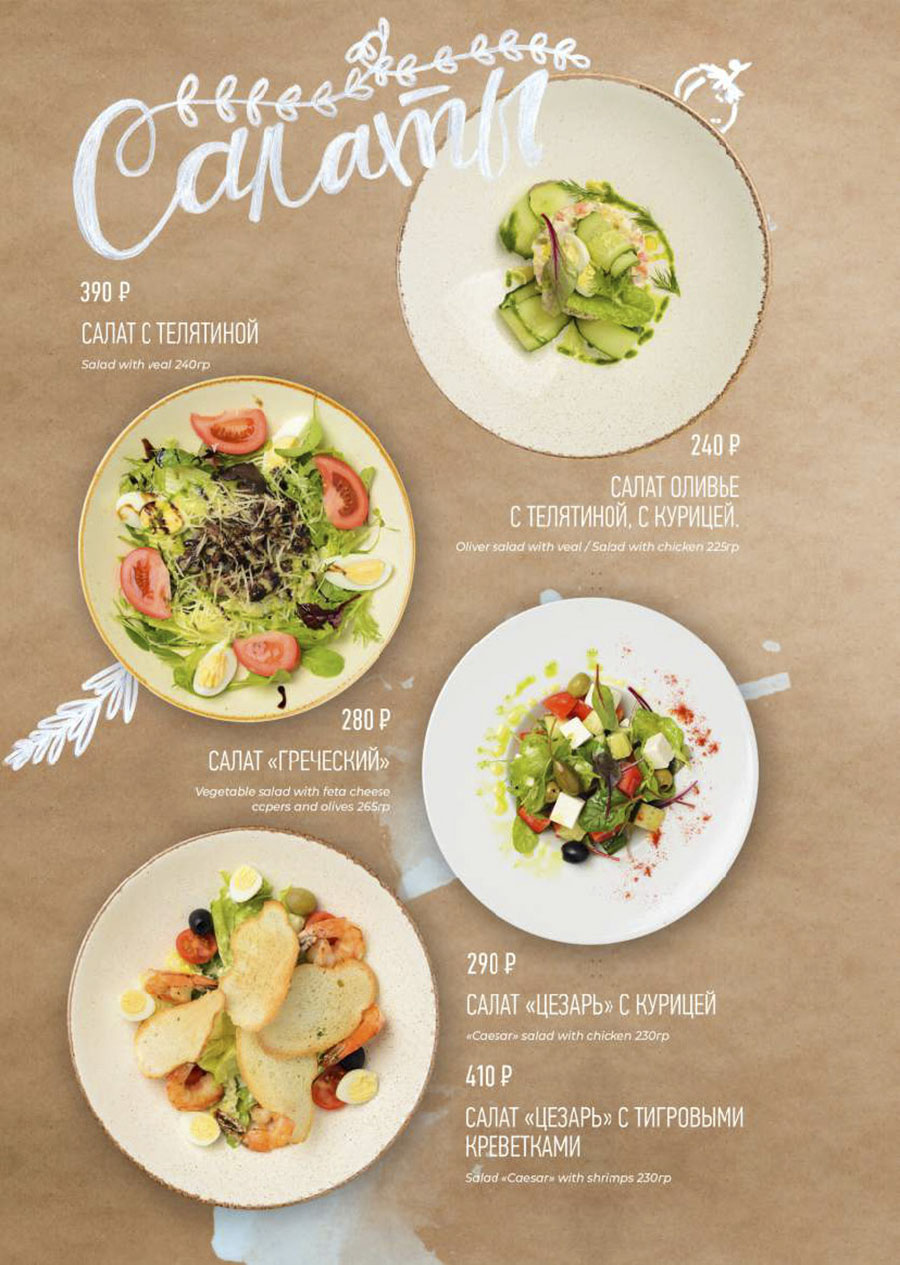 Салаты
390 ₽
САЛАТ С ТЕЛЯТИНОЙ
Salad with veal 240гр
240 ₽
САЛАТ ОЛИВЬЕ
С ТЕЛЯТИНОЙ, С КУРИЦЕЙ.
Oliver salad with veal / Salad with chicken 225гр
280 ₽
САЛАТ «ГРЕЧЕСКИЙ»
Vegetable salad with feta cheese
ccpers and olives 265гр
290 ₽
САЛАТ «ЦЕЗАРЬ» С КУРИЦЕЙ
«Caesar» salad with chicken 230гр
410 ₽
САЛАТ «ЦЕЗАРЬ» С ТИГРОВЫМИ
КРЕВЕТКАМИ
Salad «Caesar» with shrimps 230гр